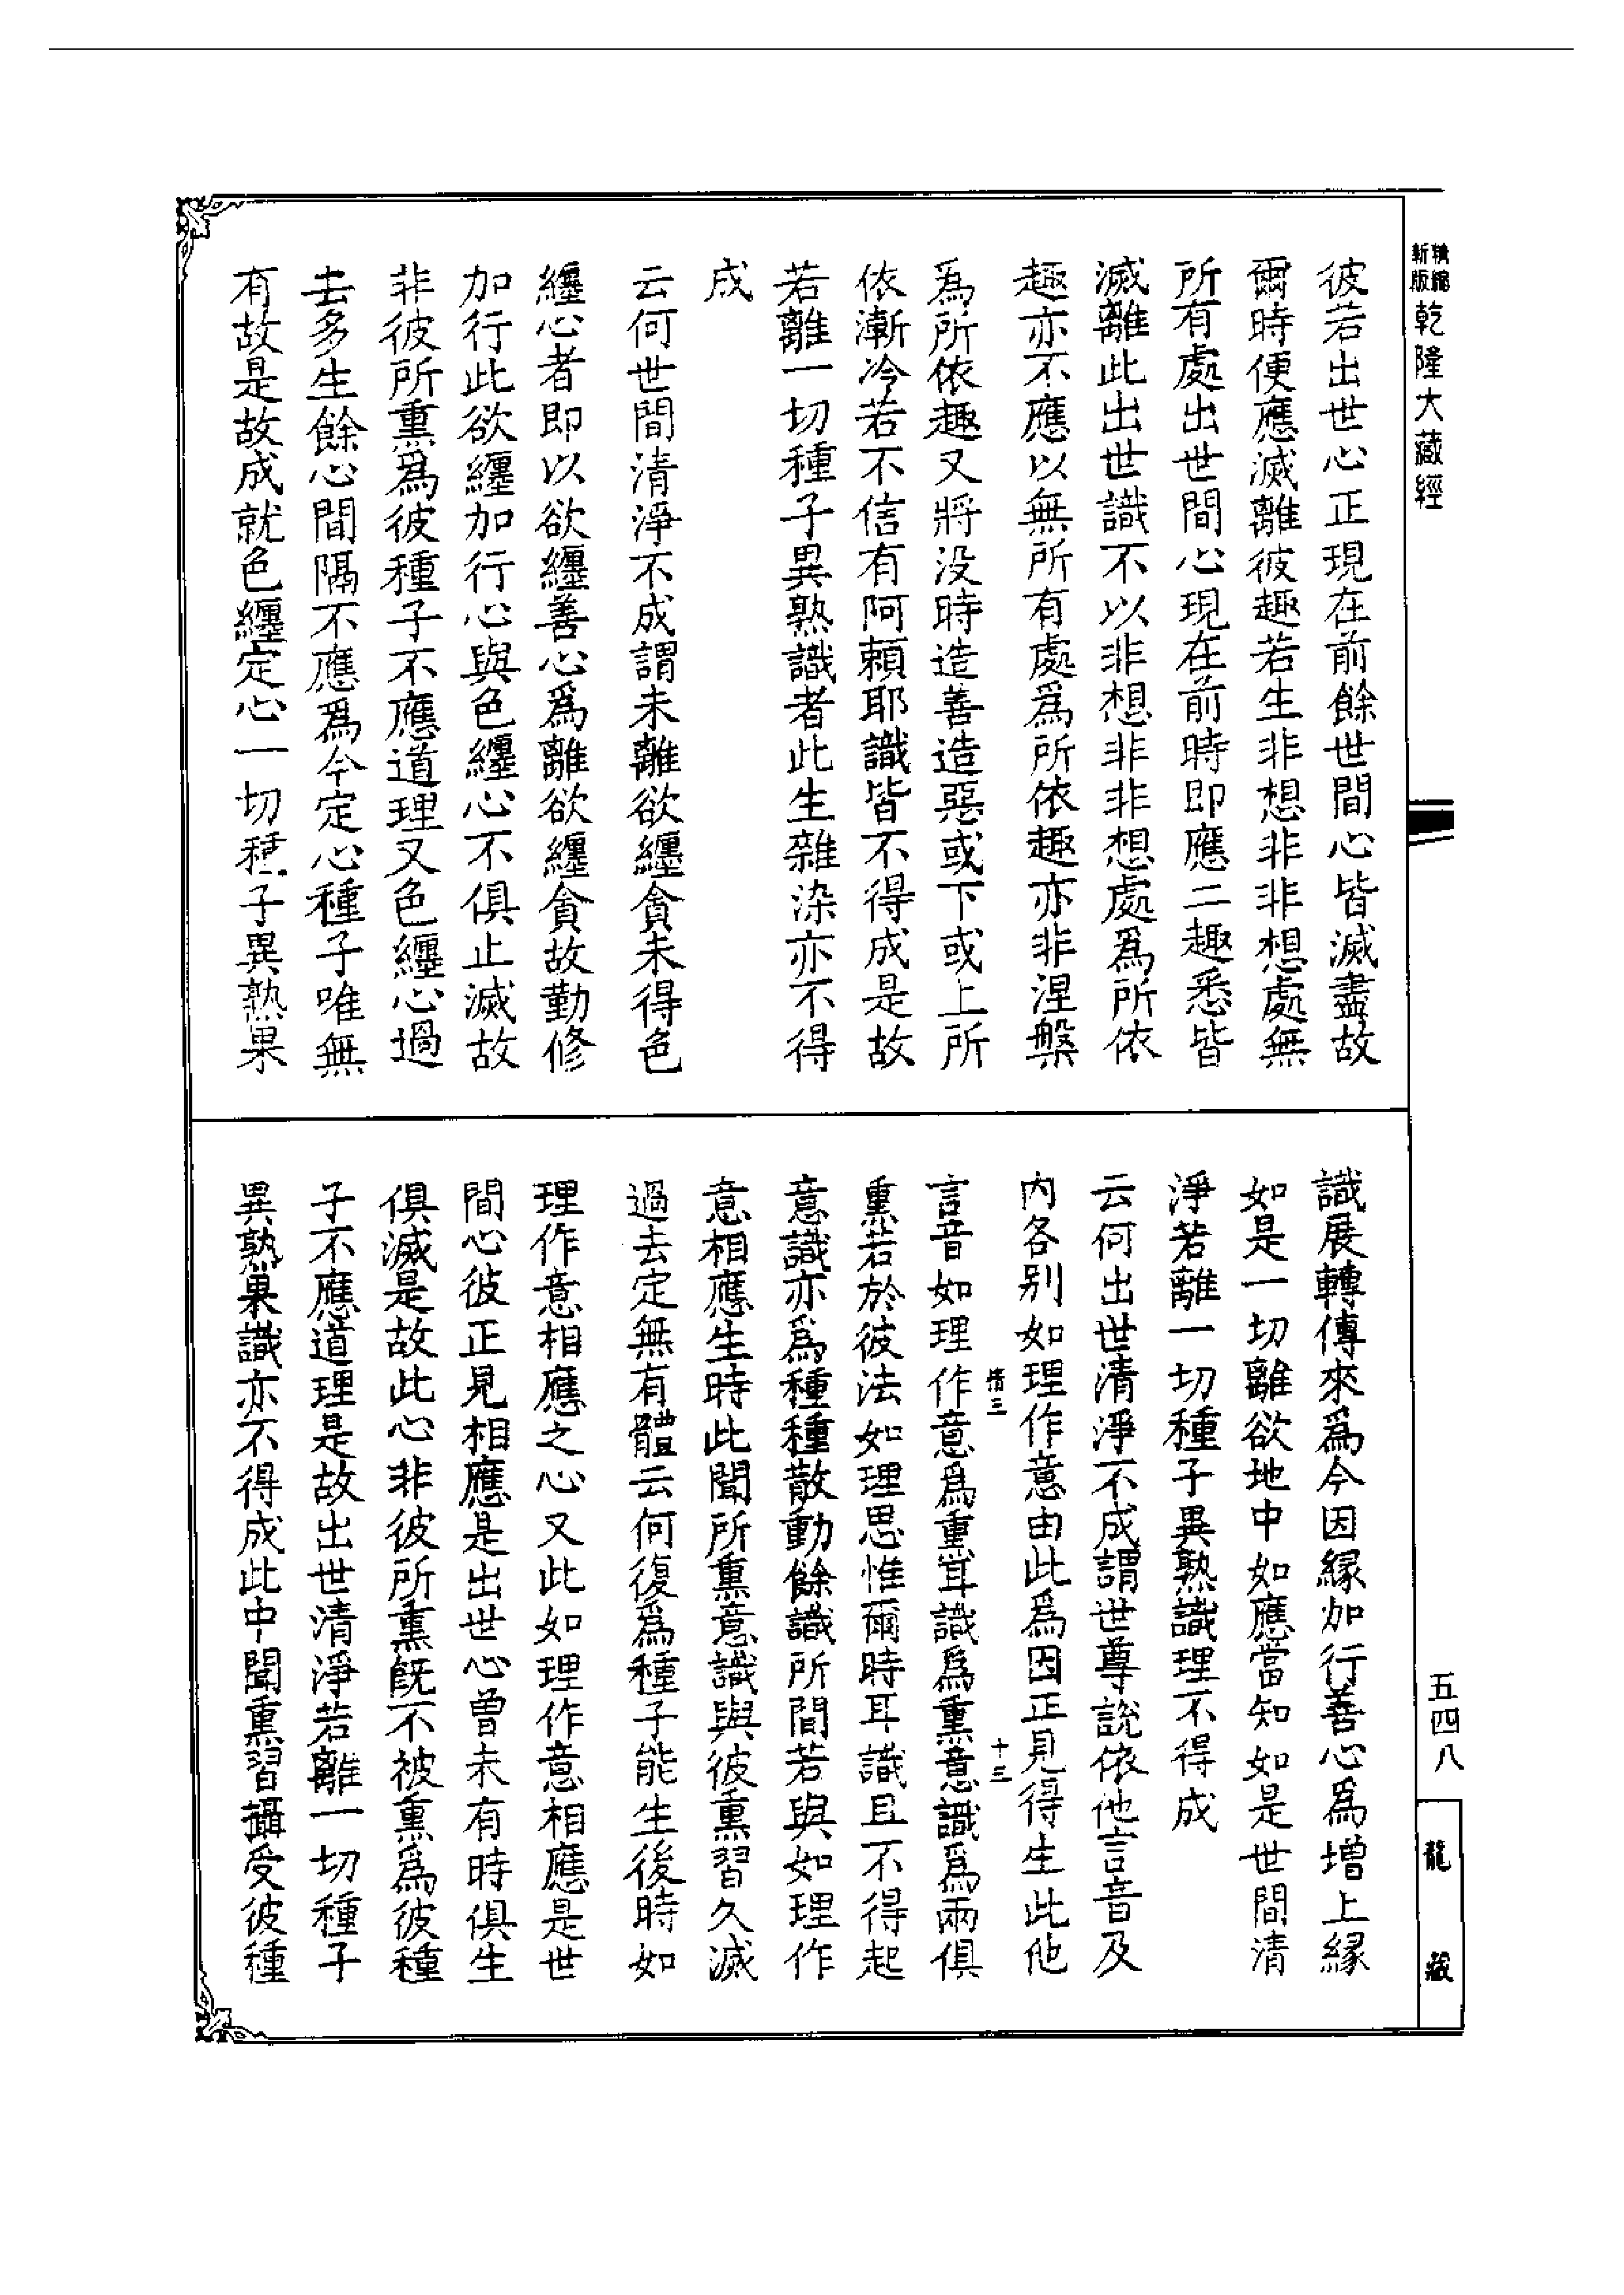 精縮新版乾隆大藏經
彼若出世心正現在前餘世間心皆滅盡故
爾時便應滅離彼趣若生非想非非想處無
所有處出世間心現在前時即應二趣悉皆
滅離此出世識不以非想非非想處爲所依
趣亦不應以無所有處爲所依趣亦非涅槃
爲所依趣又將没時造善造惡或下或上所
依漸冷若不信有阿頼耶識皆不得成是故
若離一切種子異熟識者此生雜染亦不得
成
云何世間清淨不成謂未離欲纏貪未得色
纏心者即以欲纏善心爲離欲纏貪故勤修
加行此欲纏加行心與色纏心不俱止滅故
非彼所熏爲彼種子不應道理又色纏心過
去多生餘心間隔不應爲今定心種子唯無
有故是故成就色纏定心一切種子異熟果
識展轉傳來爲今因緣加行善心爲增上緣
如是一切離欲地中如應當知如是世間清
淨若離一切種子異熟識理不得成
云何出世清淨不成謂世尊說依他言音及
内各别如理作意由此爲因正見得生此他
情三
十三
言音如理作意爲熏耳識爲熏意識爲兩俱
熏若於彼法如理思惟爾時耳識且不得起
意識亦爲種種散動餘識所間若與如理作
意相應生時此聞所熏意識與彼熏習久滅
過去定無有體云何復爲種子能生後時如
理作意相應之心又此如理作意相應是世
間心彼正見相應是出世心曾未有時俱生
俱滅是故此心非彼所熏旣不被熏爲彼種
子不應道理是故出世清淨若離一切種子
異熟果識亦不得成此中聞熏習攝受彼種
五四八
龍藏